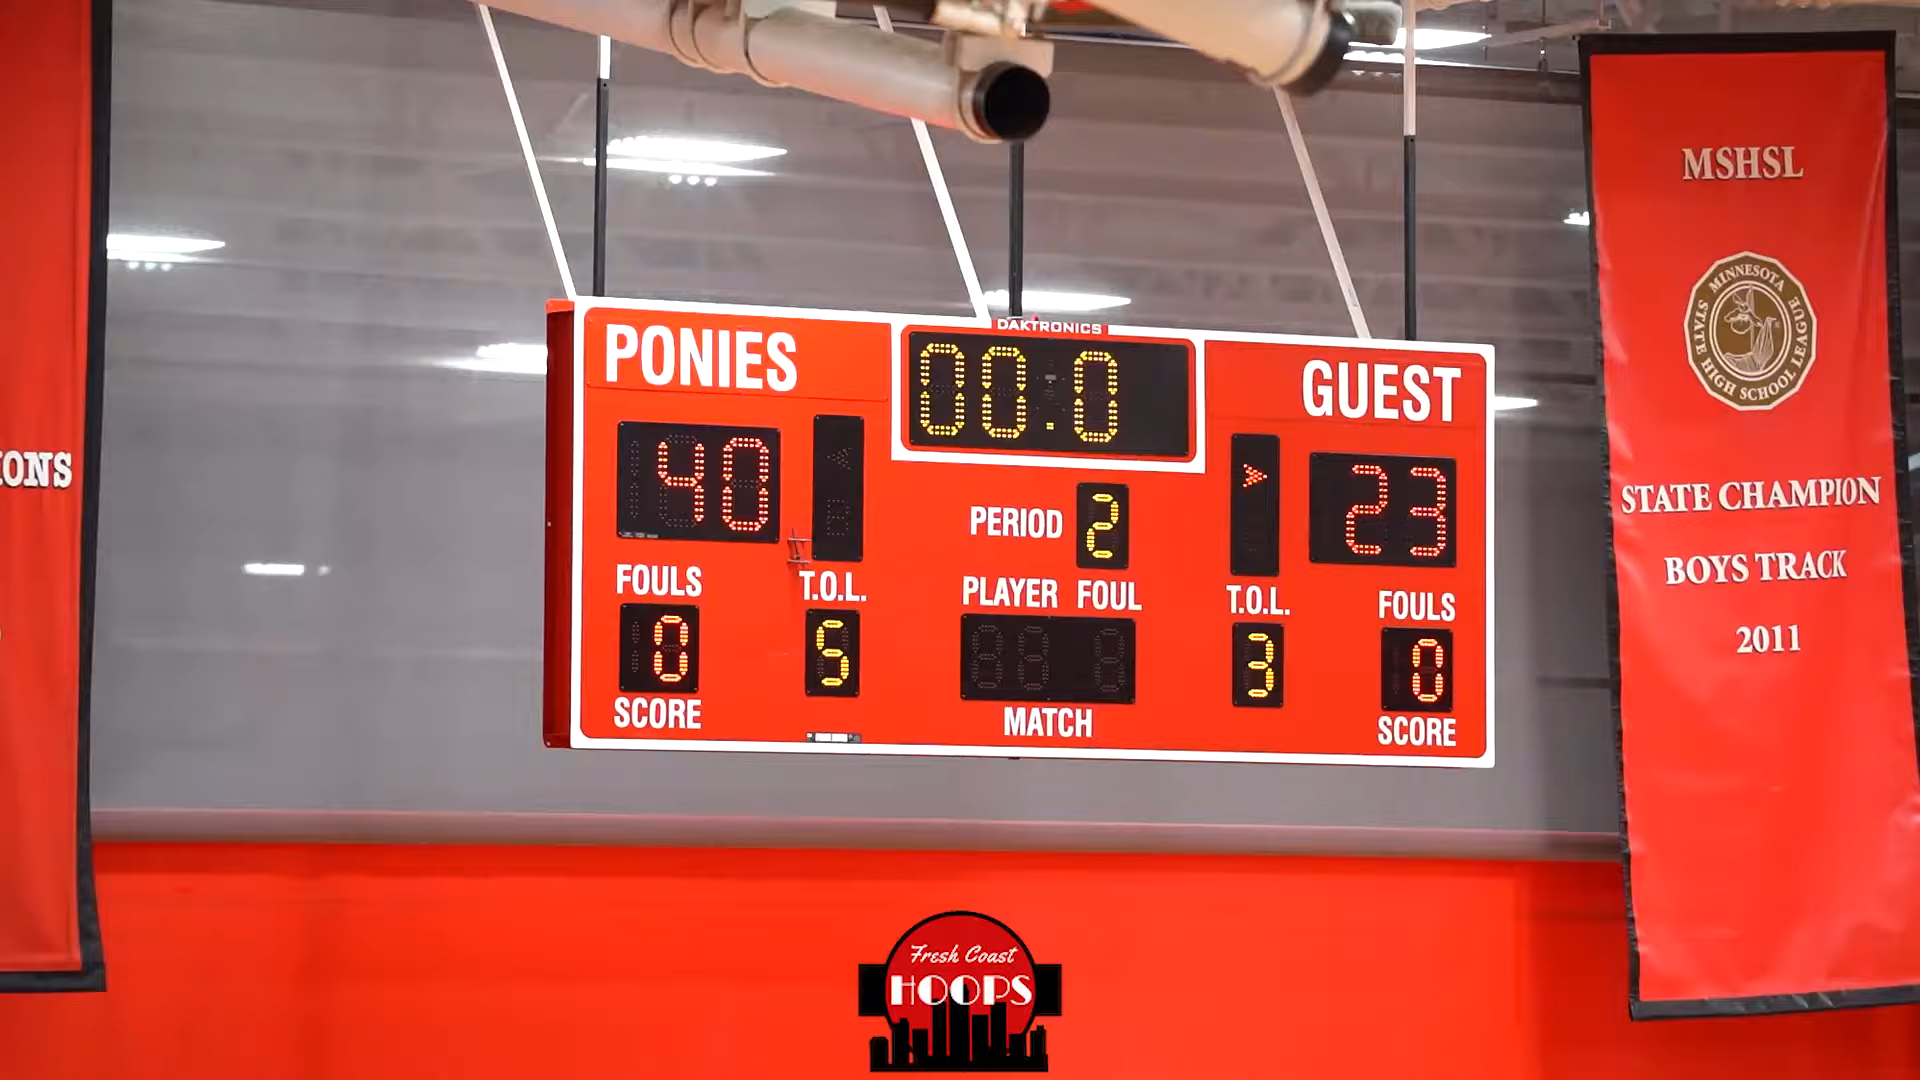 IONS
DAKTRONICS
PONIES
00.0
GUEST
40
PERIOD 2
23
FOULS
T.O.L.
PLAYER FOUL
T.O.L.
FOULS
0
5
3
0
SCORE
MATCH
SCORE
MSHSL
MINNESOTA
STATE HIGH SCHOOL LEAGUE
STATE CHAMPION
BOYS TRACK
2011
Fresh Coast
HOOPS